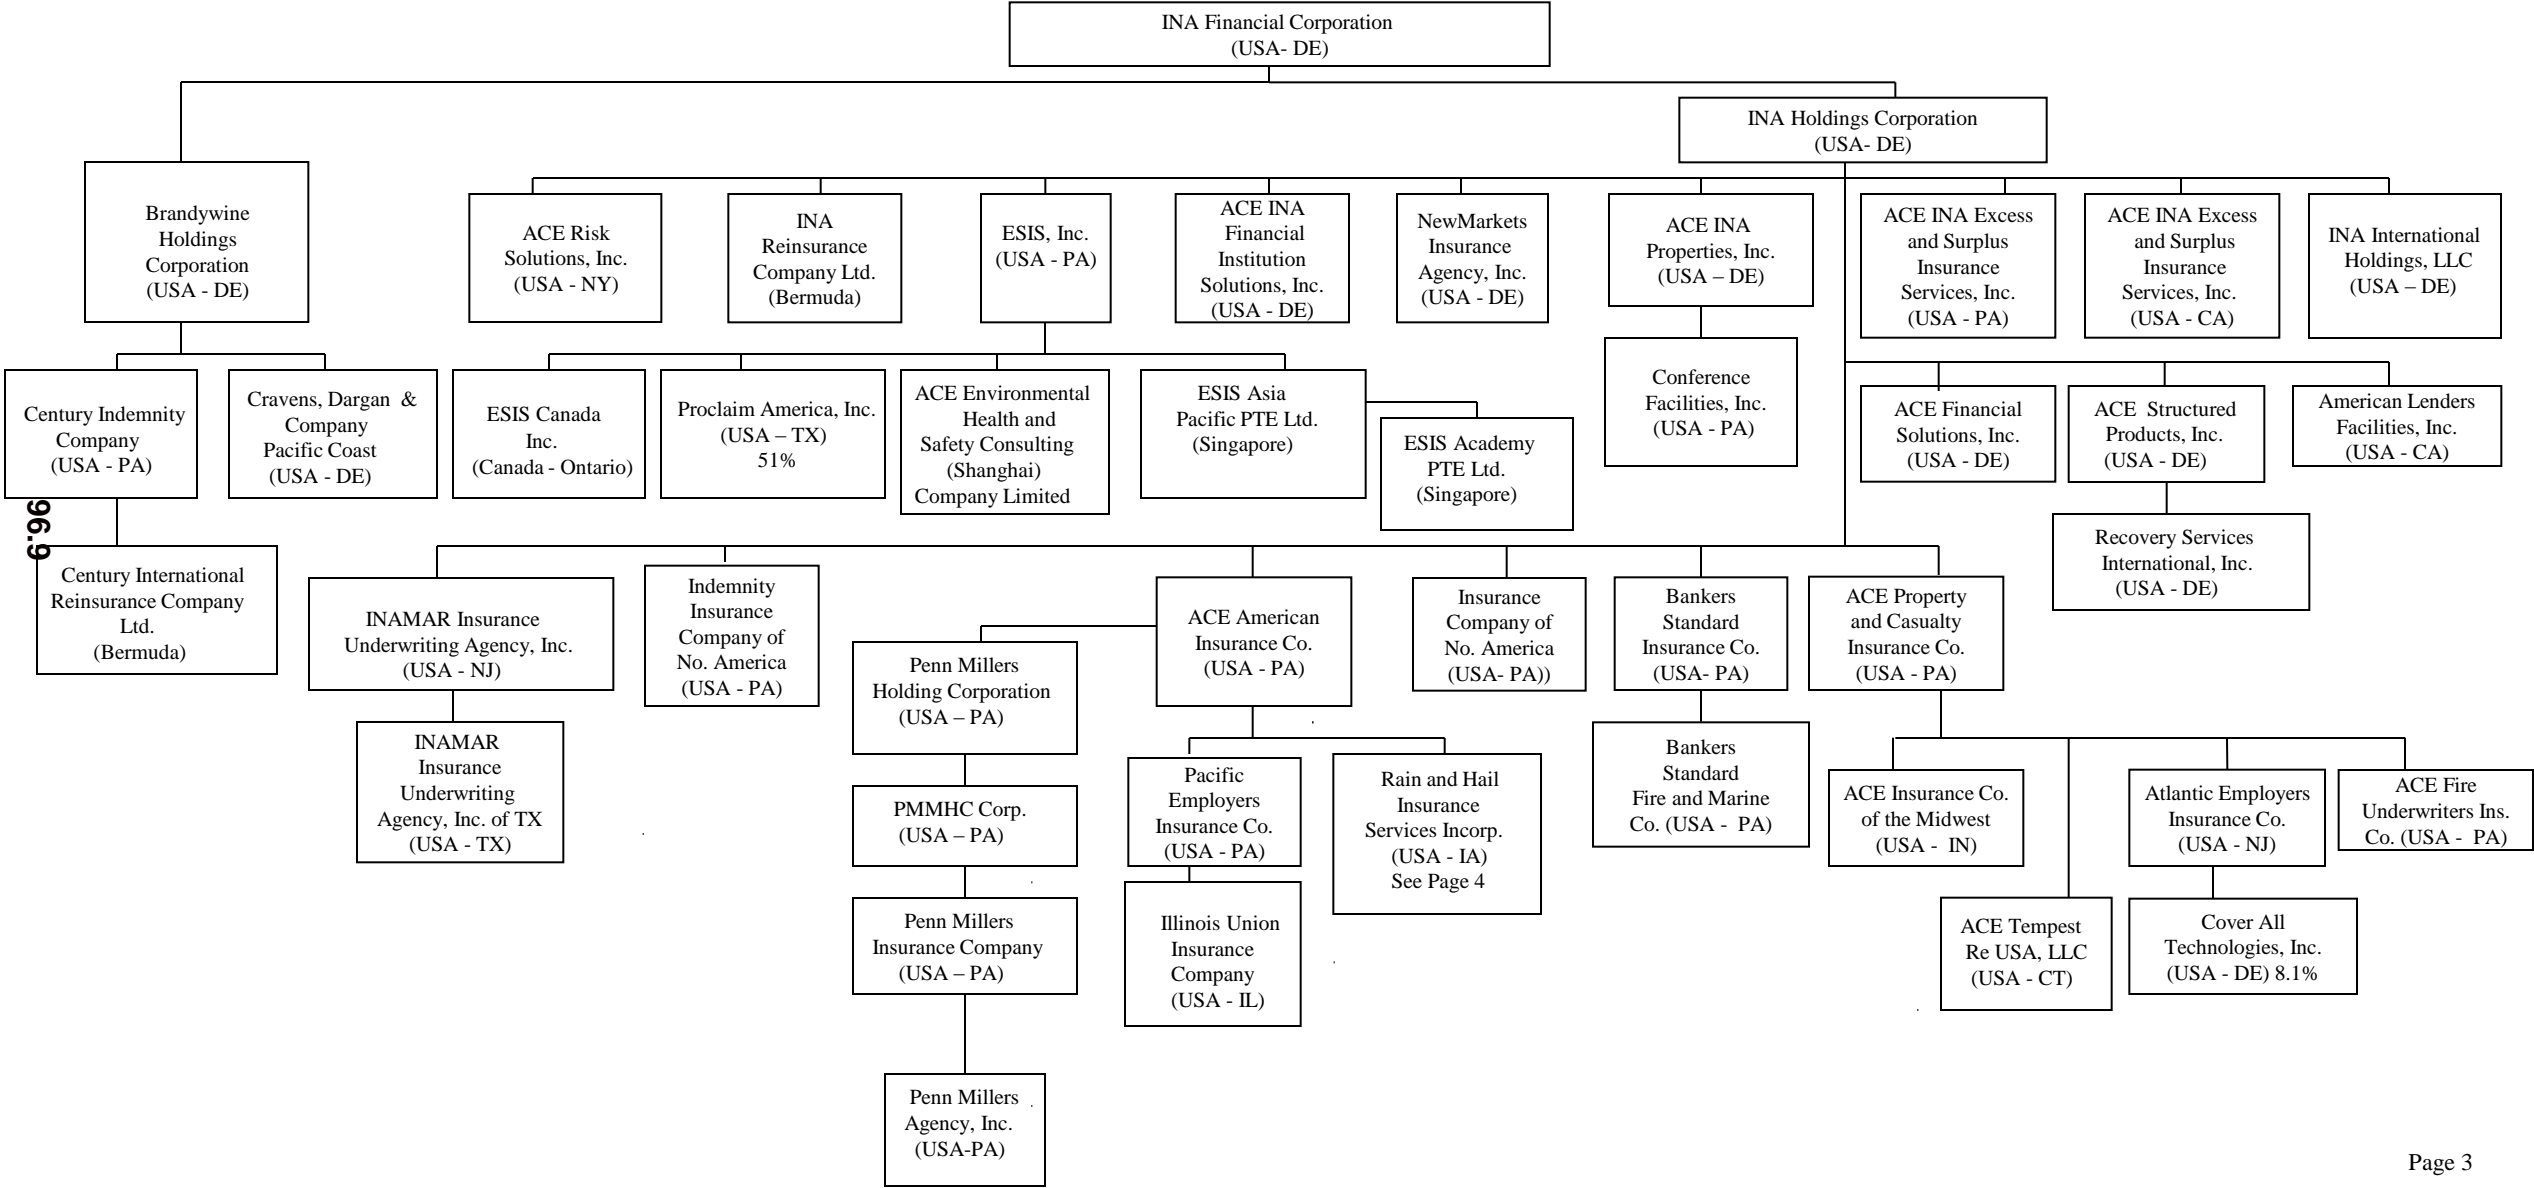 INA Financial Corporation
(USA- DE)
INA Holdings Corporation
(USA- DE)
Brandywine
Holdings
Corporation
(USA - DE)
ACE Risk
Solutions, Inc.
(USA - NY)
INA
Reinsurance
Company Ltd.
(Bermuda)
ESIS, Inc.
(USA - PA)
ACE INA
Financial
Institution
Solutions, Inc.
(USA - DE)
NewMarkets
Insurance
Agency, Inc.
(USA - DE)
ACE INA
Properties, Inc.
(USA – DE)
ACE INA Excess
and Surplus
Insurance
Services, Inc.
(USA - PA)
ACE INA Excess
and Surplus
Insurance
Services, Inc.
(USA - CA)
INA International
Holdings, LLC
(USA – DE)
Century Indemnity
Company
(USA - PA)
Cravens, Dargan &
Company
Pacific Coast
(USA - DE)
ESIS Canada
Inc.
(Canada - Ontario)
Proclaim America, Inc.
(USA – TX)
51%
ACE Environmental
Health and
Safety Consulting
(Shanghai)
Company Limited
ESIS Asia
Pacific PTE Ltd.
(Singapore)
ESIS Academy
PTE Ltd.
(Singapore)
Conference
Facilities, Inc.
(USA - PA)
ACE Financial
Solutions, Inc.
(USA - DE)
ACE Structured
Products, Inc.
(USA - DE)
American Lenders
Facilities, Inc.
(USA - CA)
96.9
Century International
Reinsurance Company
Ltd.
(Bermuda)
Recovery Services
International, Inc.
(USA - DE)
INAMAR Insurance
Underwriting Agency, Inc.
(USA - NJ)
Indemnity
Insurance
Company of
No. America
(USA - PA)
ACE American
Insurance Co.
(USA - PA)
Insurance
Company of
No. America
(USA- PA))
Bankers
Standard
Insurance Co.
(USA- PA)
ACE Property
and Casualty
Insurance Co.
(USA - PA)
Penn Millers
Holding Corporation
(USA – PA)
INAMAR
Insurance
Underwriting
Agency, Inc. of TX
(USA - TX)
PMMHC Corp.
(USA – PA)
Pacific
Employers
Insurance Co.
(USA - PA)
Rain and Hail
Insurance
Services Incorp.
(USA - IA)
See Page 4
Bankers
Standard
Fire and Marine
Co. (USA - PA)
ACE Insurance Co.
of the Midwest
(USA - IN)
Atlantic Employers
Insurance Co.
(USA - NJ)
ACE Fire
Underwriters Ins.
Co. (USA - PA)
Penn Millers
Insurance Company
(USA – PA)
Illinois Union
Insurance
Company
(USA - IL)
ACE Tempest
Re USA, LLC
(USA - CT)
Cover All
Technologies, Inc.
(USA - DE) 8.1%
Penn Millers
Agency, Inc.
(USA-PA)
Page 3